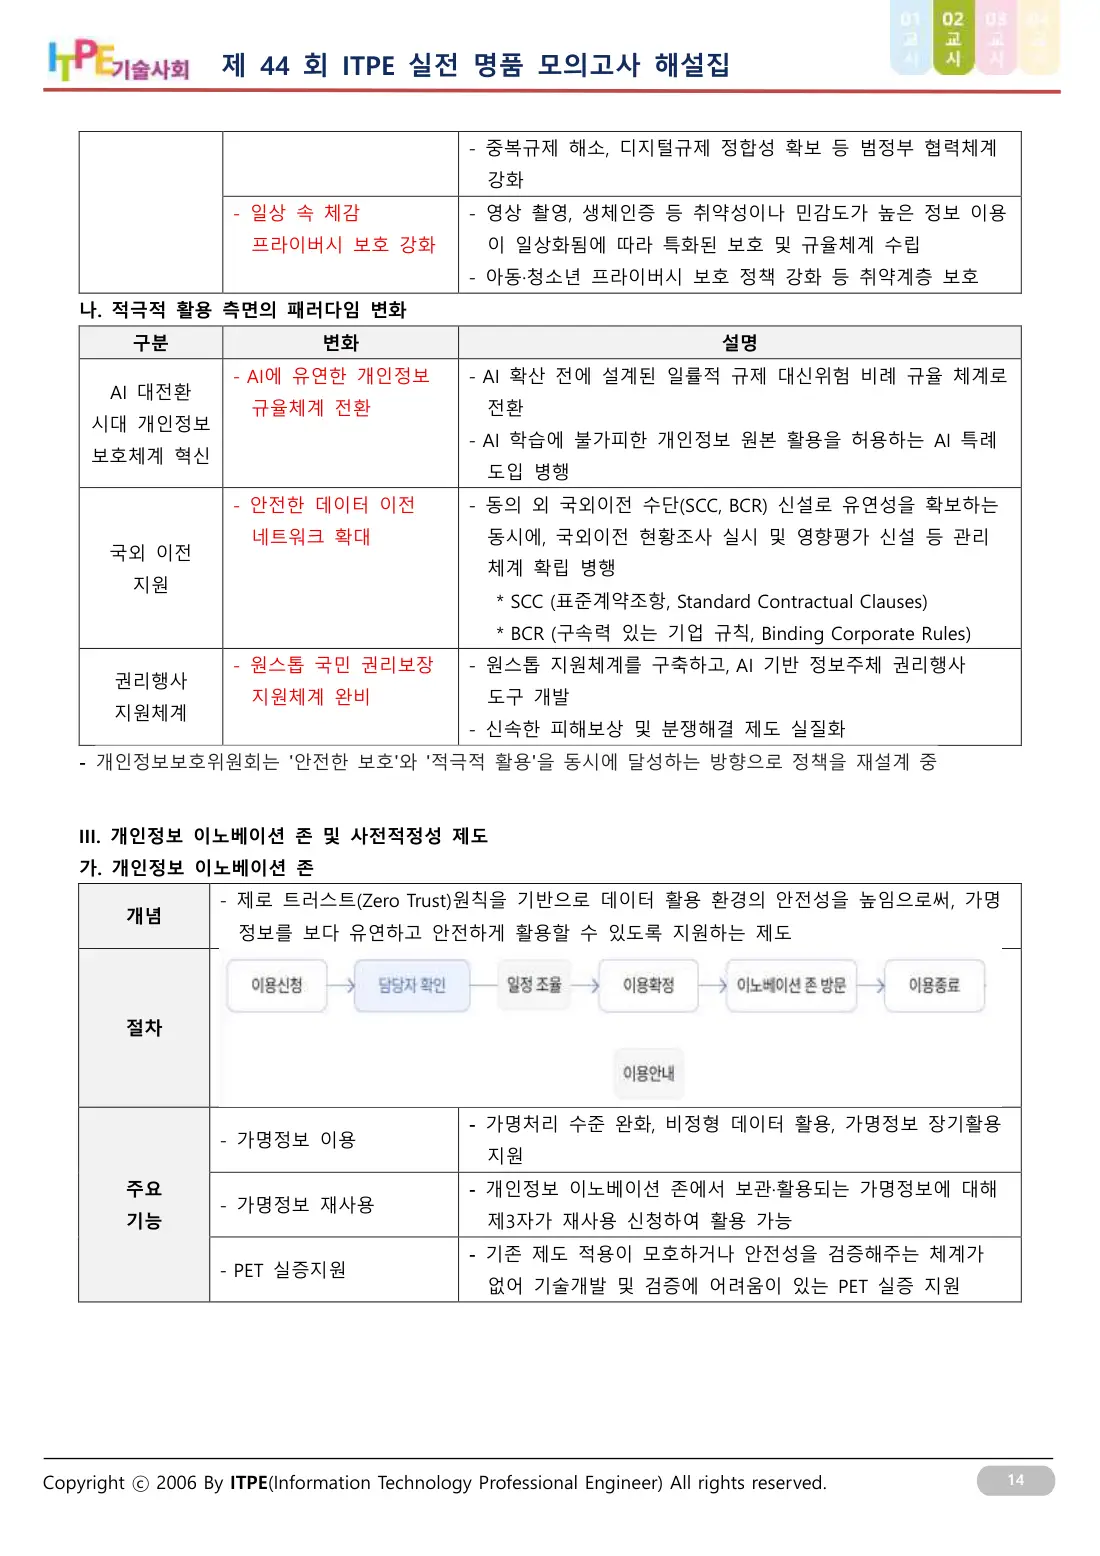 ITPE기술사회 제 44 회 ITPE 실전 명품 모의고사 해설집
01 교시 02 교시 03 교시
- 중복규제 해소, 디지털규제 정합성 확보 등 범정부 협력체계
강화
- 일상 속 체감
프라이버시 보호 강화
- 영상 촬영, 생체인증 등 취약성이나 민감도가 높은 정보 이용
이 일상화됨에 따라 특화된 보호 및 규율체계 수립
- 아동·청소년 프라이버시 보호 정책 강화 등 취약계층 보호
나. 적극적 활용 측면의 패러다임 변화
구분 변화 설명
AI 대전환
시대 개인정보
보호체계 혁신
- AI에 유연한 개인정보
규율체계 전환
- AI 확산 전에 설계된 일률적 규제 대신위험 비례 규율 체계로
전환
- AI 학습에 불가피한 개인정보 원본 활용을 허용하는 AI 특례
도입 병행
국외 이전
지원
- 안전한 데이터 이전
네트워크 확대
- 동의 외 국외이전 수단(SCC, BCR) 신설로 유연성을 확보하는
동시에, 국외이전 현황조사 실시 및 영향평가 신설 등 관리
체계 확립 병행
* SCC (표준계약조항, Standard Contractual Clauses)
* BCR (구속력 있는 기업 규칙, Binding Corporate Rules)
권리행사
지원체계
- 원스톱 국민 권리보장
지원체계 완비
- 원스톱 지원체계를 구축하고, AI 기반 정보주체 권리행사
도구 개발
- 신속한 피해보상 및 분쟁해결 제도 실질화
- 개인정보보호위원회는 '안전한 보호'와 '적극적 활용'을 동시에 달성하는 방향으로 정책을 재설계 중
III. 개인정보 이노베이션 존 및 사전적정성 제도
가. 개인정보 이노베이션 존
개념
- 제로 트러스트(Zero Trust)원칙을 기반으로 데이터 활용 환경의 안전성을 높임으로써, 가명
정보를 보다 유연하고 안전하게 활용할 수 있도록 지원하는 제도
절차
이용신청 담당자 확인 일정 조율 이용확정 이노베이션 존 방문 이용종료
이용안내
주요
기능
- 가명정보 이용
- 가명처리 수준 완화, 비정형 데이터 활용, 가명정보 장기활용
지원
- 가명정보 재사용
- 개인정보 이노베이션 존에서 보관·활용되는 가명정보에 대해
제3자가 재사용 신청하여 활용 가능
- PET 실증지원
- 기존 제도 적용이 모호하거나 안전성을 검증해주는 체계가
없어 기술개발 및 검증에 어려움이 있는 PET 실증 지원
Copyright ⓒ 2006 By ITPE(Information Technology Professional Engineer) All rights reserved.
14